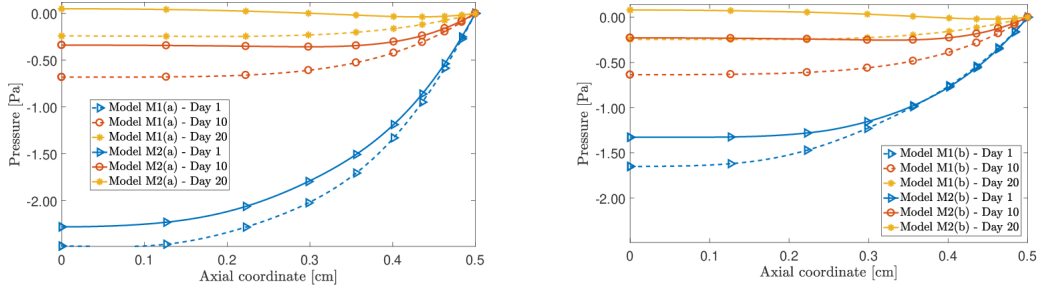 0.00
-0.50
-1.00
-1.50
-2.00
Pressure [Pa]
Model M1(a) - Day 1
Model M1(a) - Day 10
Model M1(a) - Day 20
Model M2(a) - Day 1
Model M2(a) - Day 10
Model M2(a) - Day 20
0 0.1 0.2 0.3 0.4 0.5
Axial coordinate [cm]
0.00
-0.50
-1.00
-1.50
-2.00
Pressure [Pa]
Model M1(b) - Day 1
Model M1(b) - Day 10
Model M1(b) - Day 20
Model M2(b) - Day 1
Model M2(b) - Day 10
Model M2(b) - Day 20
0 0.1 0.2 0.3 0.4 0.5
Axial coordinate [cm]